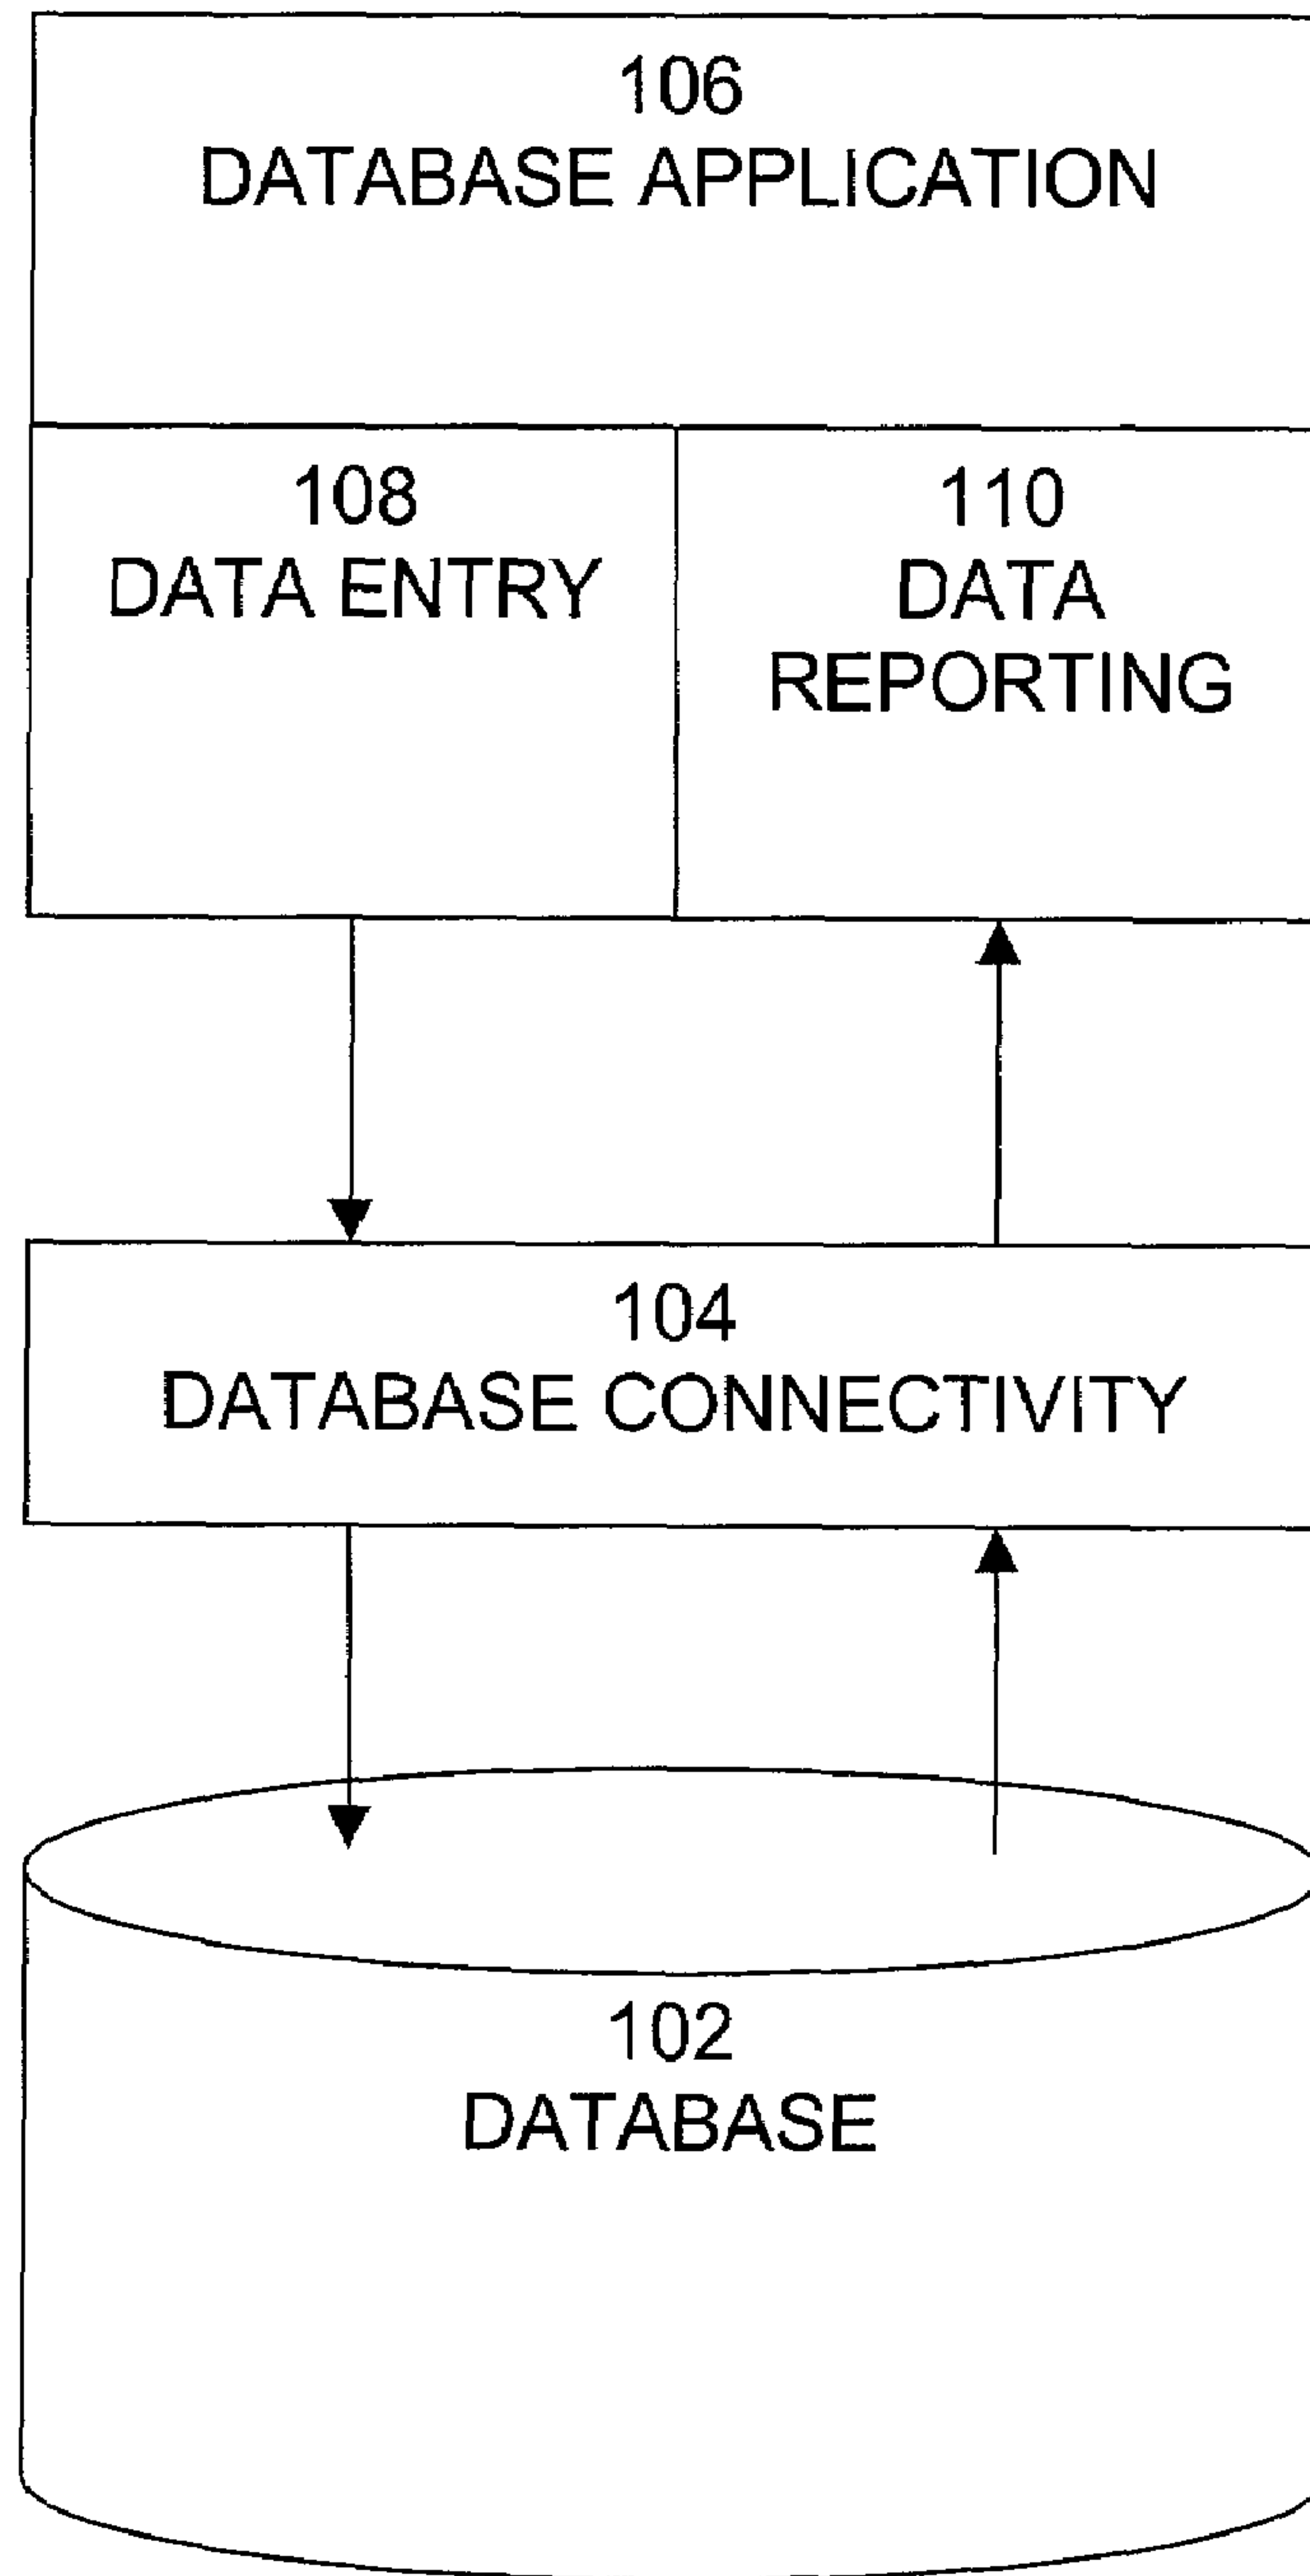 106
DATABASE APPLICATION
108
DATA ENTRY
110
DATA
REPORTING
104
DATABASE CONNECTIVITY
102
DATABASE